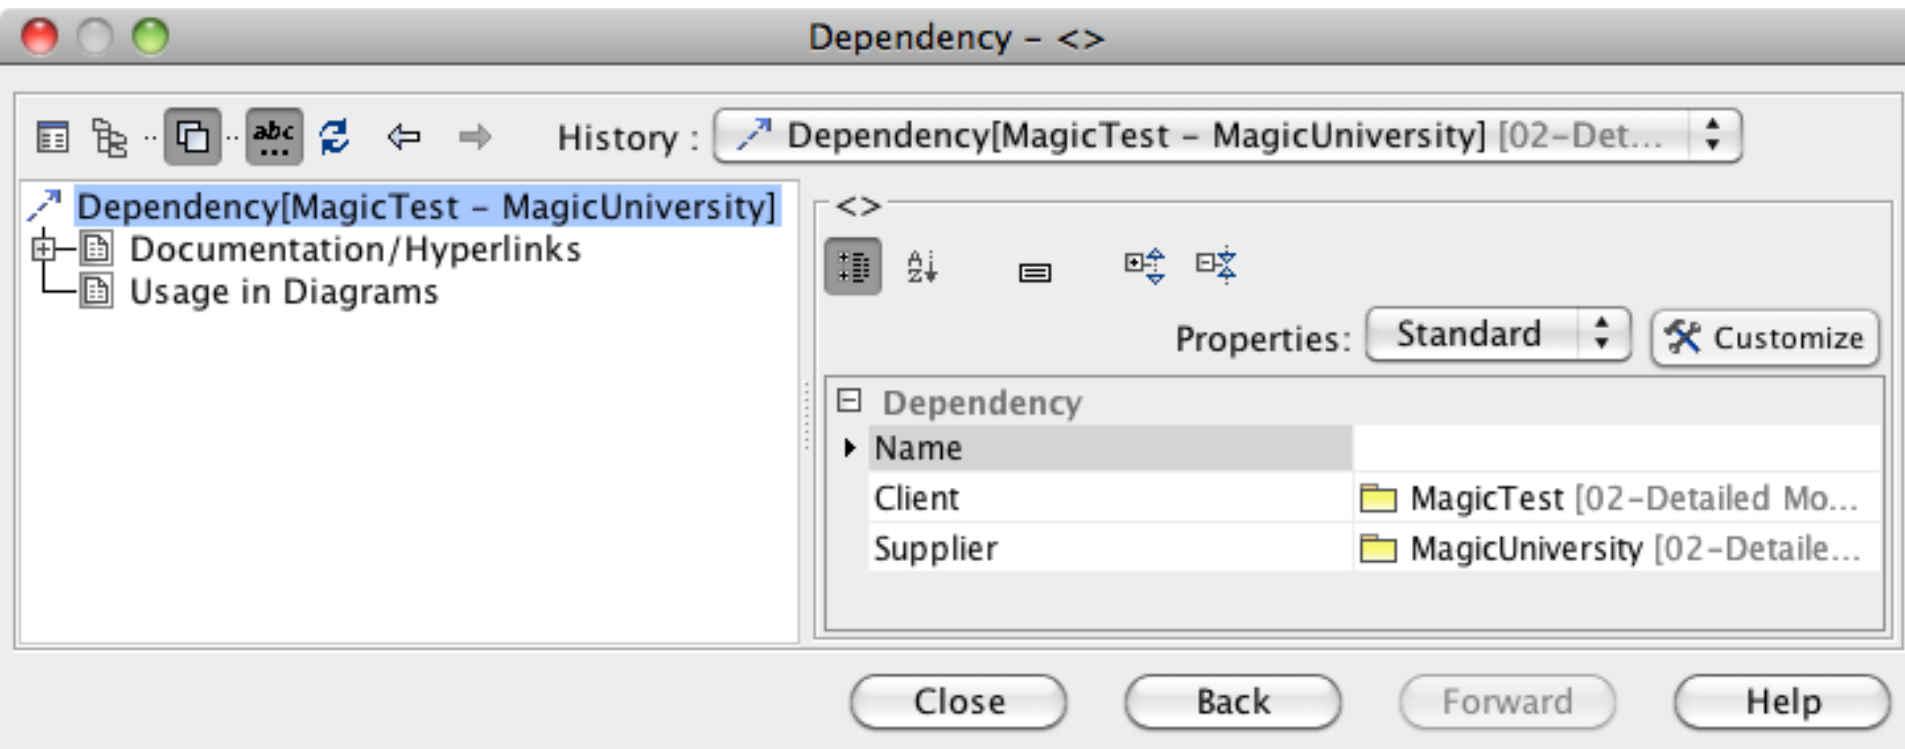 Dependency – <>
abc
...
History : Dependency[MagicTest – MagicUniversity] [02–Det...
Dependency[MagicTest – MagicUniversity]
Documentation/Hyperlinks
Usage in Diagrams
<>
A
Z
Properties: Standard Customize
Dependency
Name
Client MagicTest [02–Detailed Mo...
Supplier MagicUniversity [02–Detaile...
Close Back Forward Help